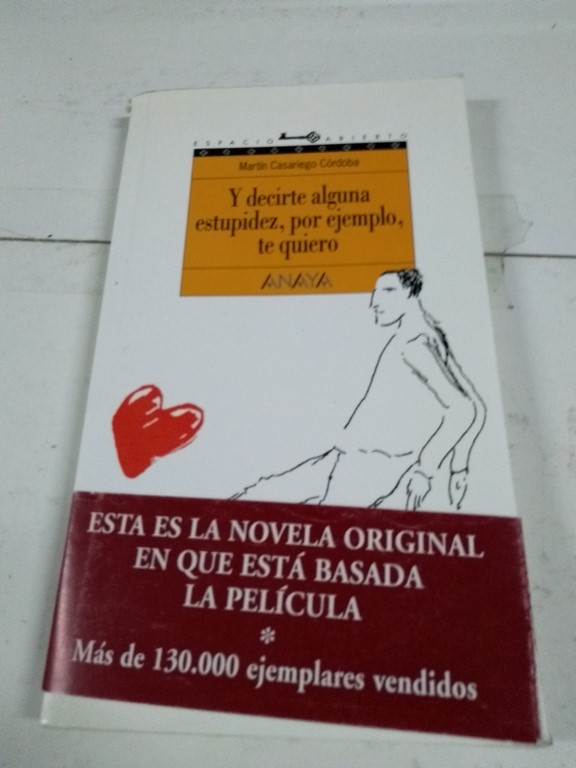 ESPACIO ABIERTO
Martín Casariego Córdoba
Y decirte alguna
estupidez, por ejemplo,
te quiero
ANAYA
ESTA ES LA NOVELA ORIGINAL
EN QUE ESTÁ BASADA
LA PELÍCULA
*
Más de 130.000 ejemplares vendidos